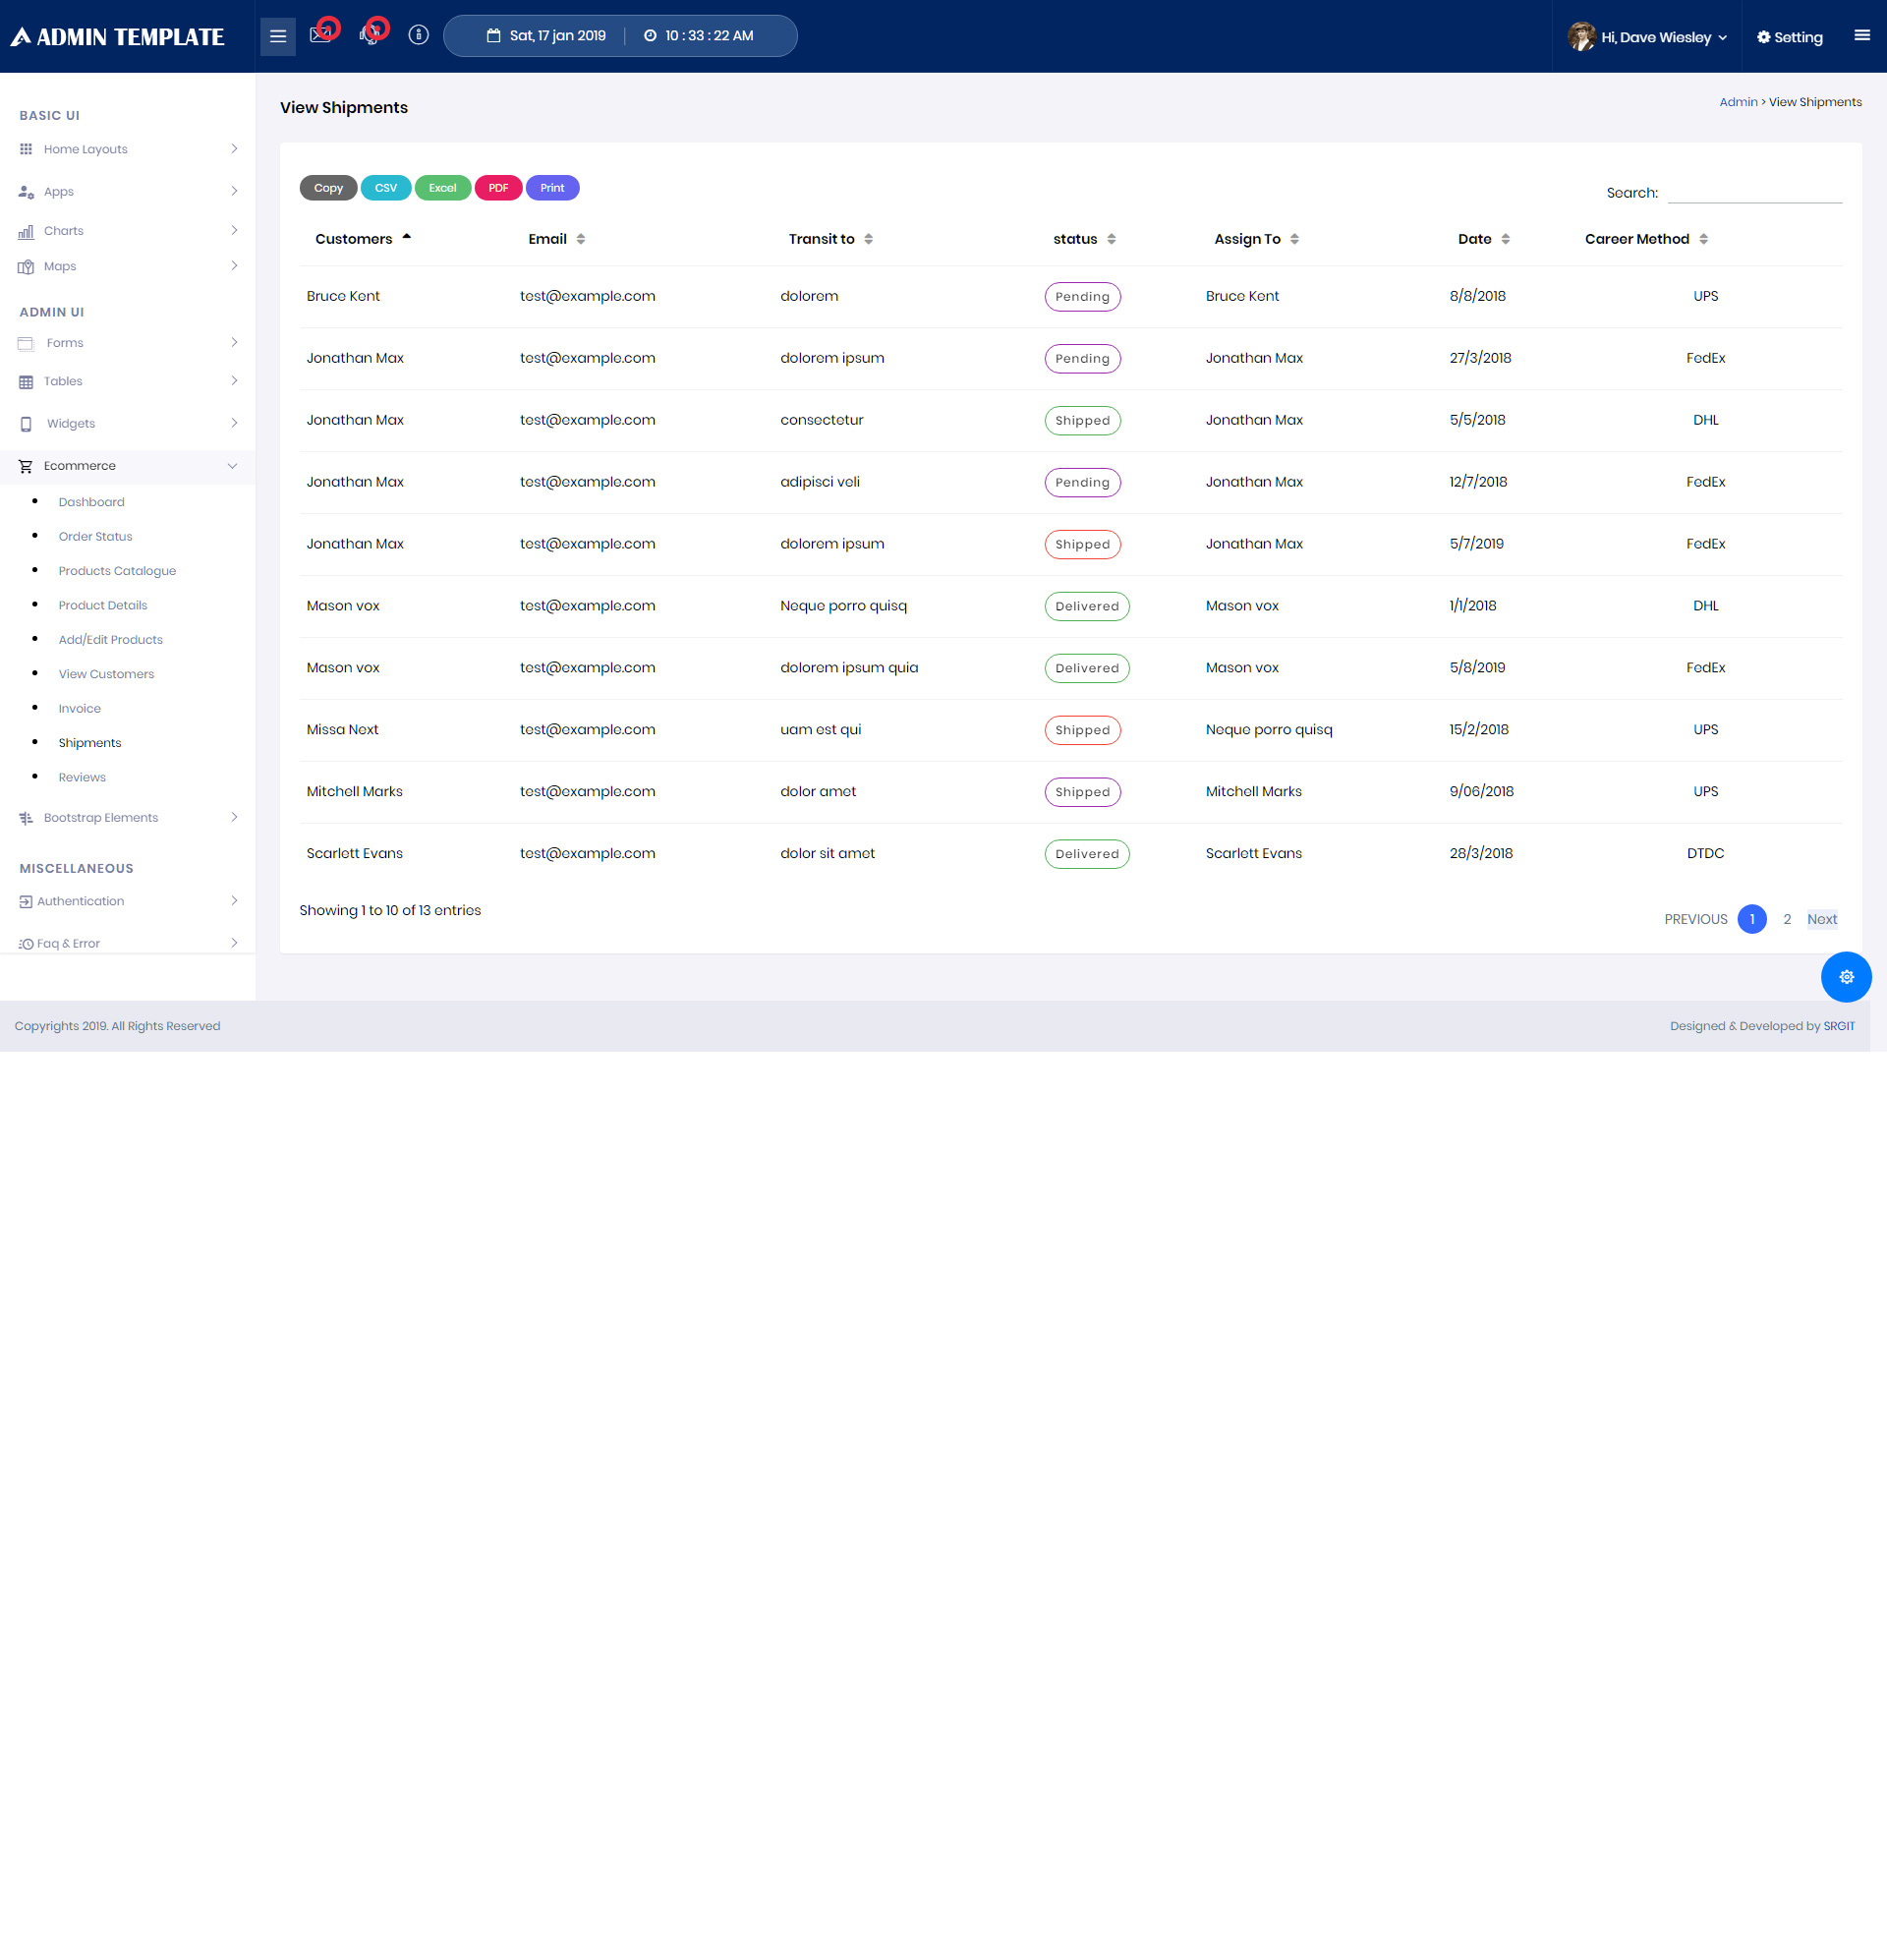 ADMIN TEMPLATE
Sat, 17 jan 2019
10 : 33 : 22 AM
Hi, Dave Wiesley
Setting
BASIC UI
Home Layouts
Apps
Charts
Maps
ADMIN UI
Forms
Tables
Widgets
Ecommerce
Dashboard
Order Status
Products Catalogue
Product Details
Add/Edit Products
View Customers
Invoice
Shipments
Reviews
Bootstrap Elements
MISCELLANEOUS
Authentication
Faq & Error
View Shipments
Admin > View Shipments
Copy CSV Excel PDF Print
Search:
Customers Email Transit to status Assign To Date Career Method
Bruce Kent test@example.com dolorem Pending Bruce Kent 8/8/2018 UPS
Jonathan Max test@example.com dolorem ipsum Pending Jonathan Max 27/3/2018 FedEx
Jonathan Max test@example.com consectetur Shipped Jonathan Max 5/5/2018 DHL
Jonathan Max test@example.com adipisci veli Pending Jonathan Max 12/7/2018 FedEx
Jonathan Max test@example.com dolorem ipsum Shipped Jonathan Max 5/7/2019 FedEx
Mason vox test@example.com Neque porro quisq Delivered Mason vox 1/1/2018 DHL
Mason vox test@example.com dolorem ipsum quia Delivered Mason vox 5/8/2019 FedEx
Missa Next test@example.com uam est qui Shipped Neque porro quisq 15/2/2018 UPS
Mitchell Marks test@example.com dolor amet Shipped Mitchell Marks 9/06/2018 UPS
Scarlett Evans test@example.com dolor sit amet Delivered Scarlett Evans 28/3/2018 DTDC
Showing 1 to 10 of 13 entries
PREVIOUS 1 2 Next
Copyrights 2019. All Rights Reserved
Designed & Developed by SRGIT